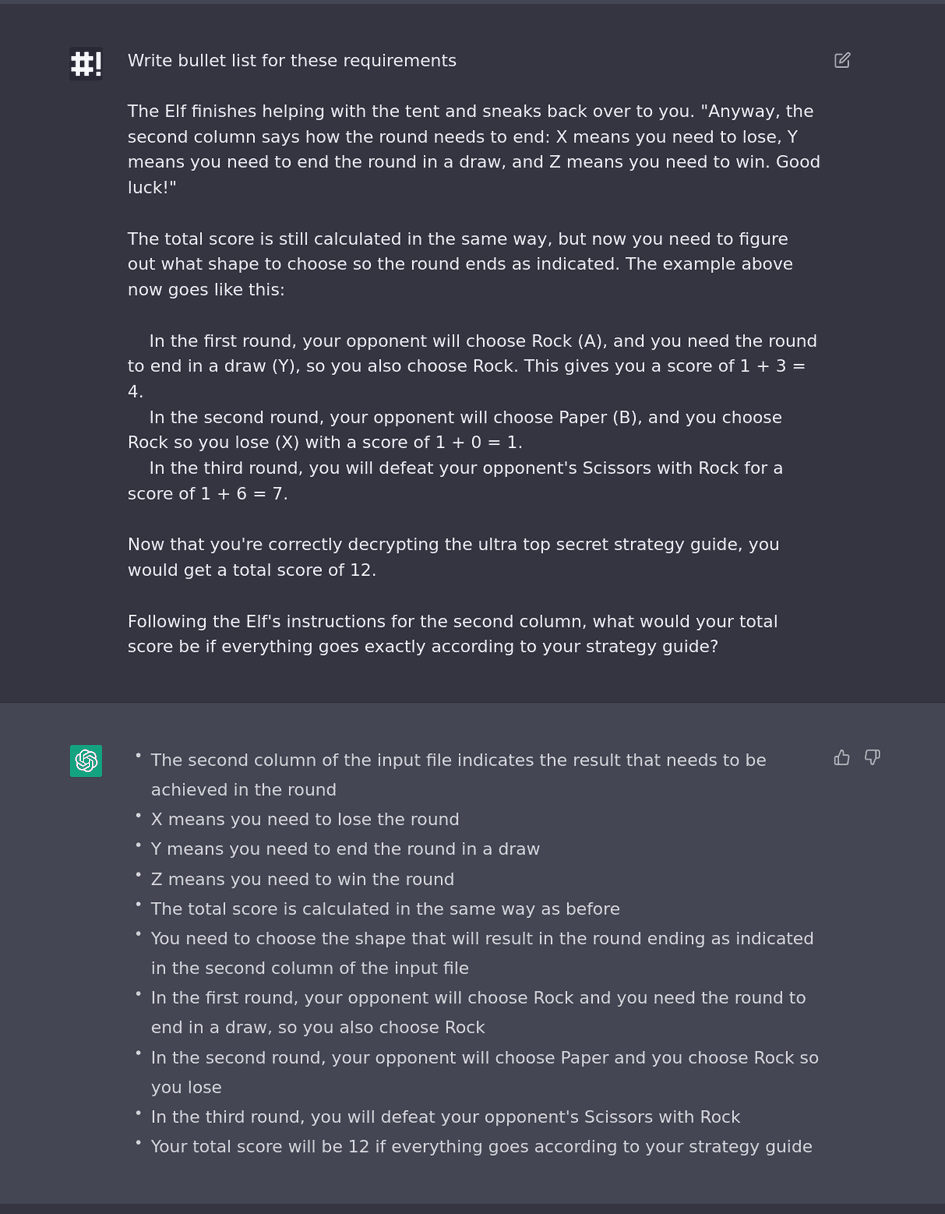 #!
Write bullet list for these requirements
The Elf finishes helping with the tent and sneaks back over to you. "Anyway, the
second column says how the round needs to end: X means you need to lose, Y
means you need to end the round in a draw, and Z means you need to win. Good
luck!"
The total score is still calculated in the same way, but now you need to figure
out what shape to choose so the round ends as indicated. The example above
now goes like this:
In the first round, your opponent will choose Rock (A), and you need the round
to end in a draw (Y), so you also choose Rock. This gives you a score of 1 + 3 =
4.
In the second round, your opponent will choose Paper (B), and you choose
Rock so you lose (X) with a score of 1 + 0 = 1.
In the third round, you will defeat your opponent's Scissors with Rock for a
score of 1 + 6 = 7.
Now that you're correctly decrypting the ultra top secret strategy guide, you
would get a total score of 12.
Following the Elf's instructions for the second column, what would your total
score be if everything goes exactly according to your strategy guide?
• The second column of the input file indicates the result that needs to be
achieved in the round
• X means you need to lose the round
• Y means you need to end the round in a draw
• Z means you need to win the round
• The total score is calculated in the same way as before
• You need to choose the shape that will result in the round ending as indicated
in the second column of the input file
• In the first round, your opponent will choose Rock and you need the round to
end in a draw, so you also choose Rock
• In the second round, your opponent will choose Paper and you choose Rock so
you lose
• In the third round, you will defeat your opponent's Scissors with Rock
• Your total score will be 12 if everything goes according to your strategy guide